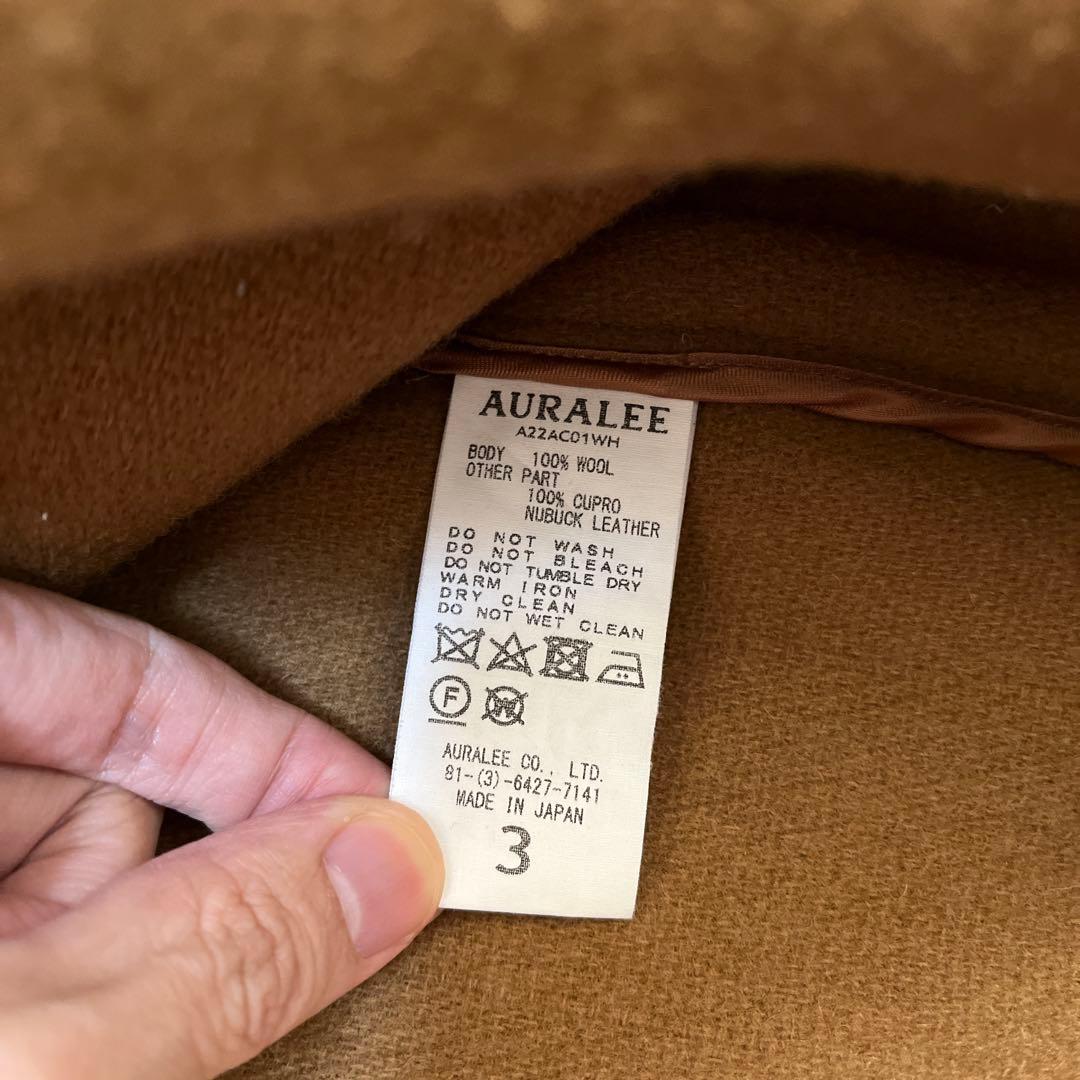 AURALEE
A22AC01WH
BODY 100% WOOL
OTHER PART
100% CUPRO
NUBUCK LEATHER
DO NOT WASH
DO NOT BLEACH
DO NOT TUMBLE DRY
WARM IRON
DRY CLEAN
DO NOT WET CLEAN
F W
AURALEE CO., LTD.
81-(3)-6427-7141
MADE IN JAPAN
3